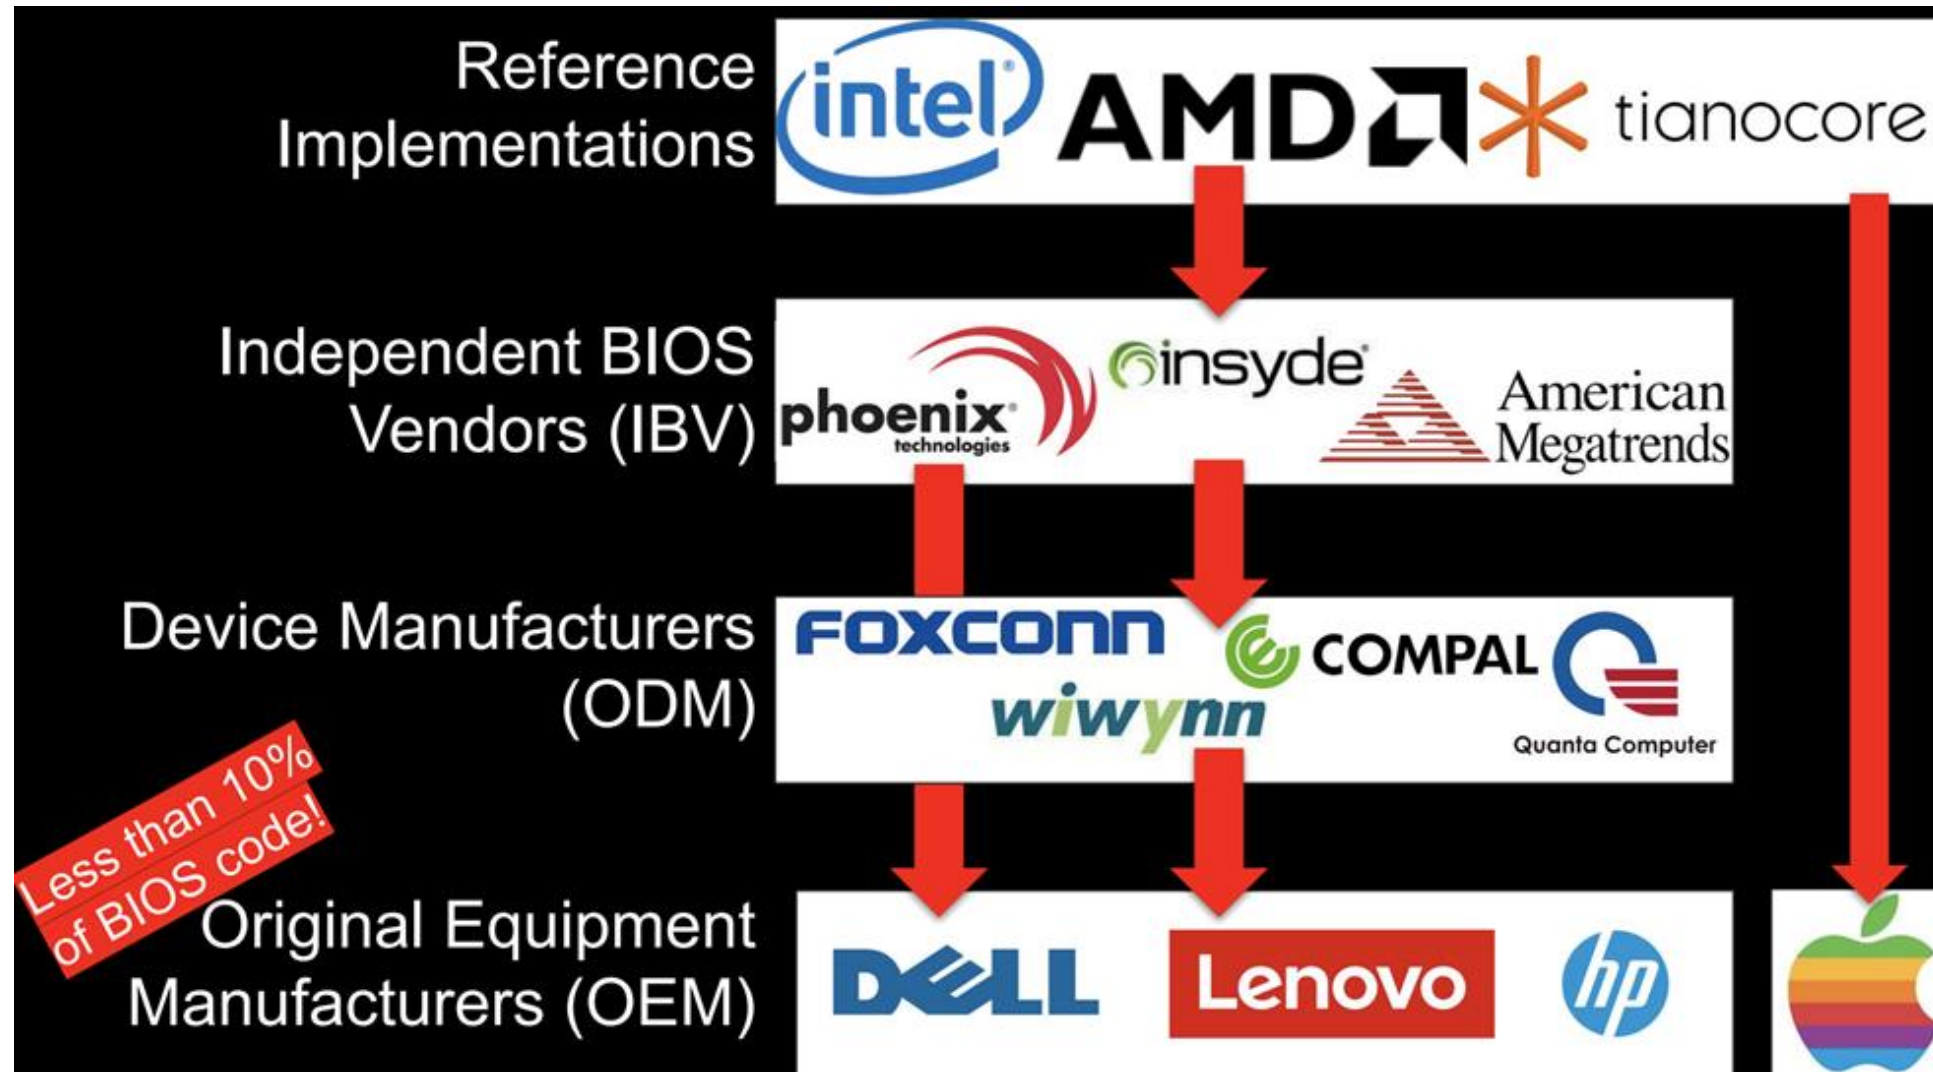 Reference
Implementations
intel® AMD tianocore
Independent BIOS
Vendors (IBV)
phoenix®
technologies
insyde®
American
Megatrends
Device Manufacturers
(ODM)
FOXCONN
wiwynn
COMPAL
Quanta Computer
Less than 10%
of BIOS code!
Original Equipment
Manufacturers (OEM)
DELL Lenovo hp